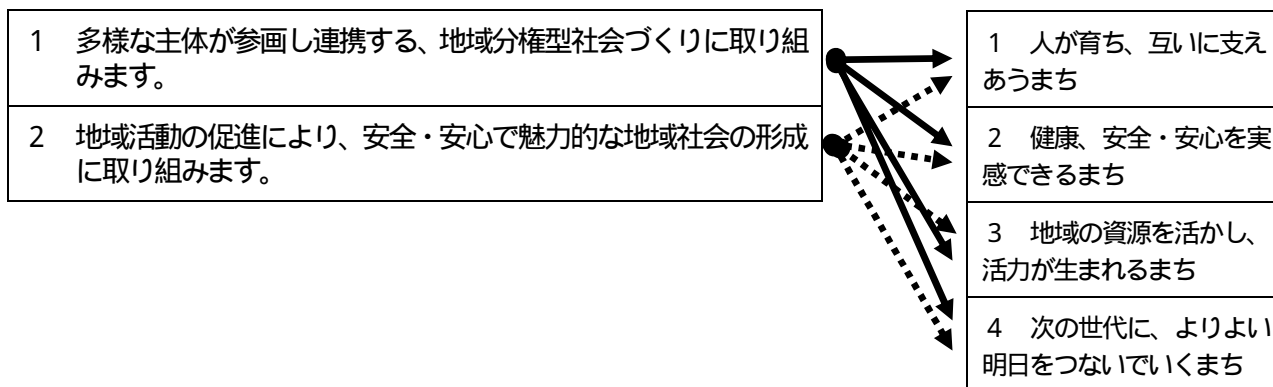 1 多様な主体が参画し連携する、地域分権型社会づくりに取り組
みます。
2 地域活動の促進により、安全・安心で魅力的な地域社会の形成
に取り組みます。
1 人が育ち、互いに支え
あうまち
2 健康、安全・安心を実
感できるまち
3 地域の資源を活かし、
活力が生まれるまち
4 次の世代に、よりよい
明日をつないでいくまち